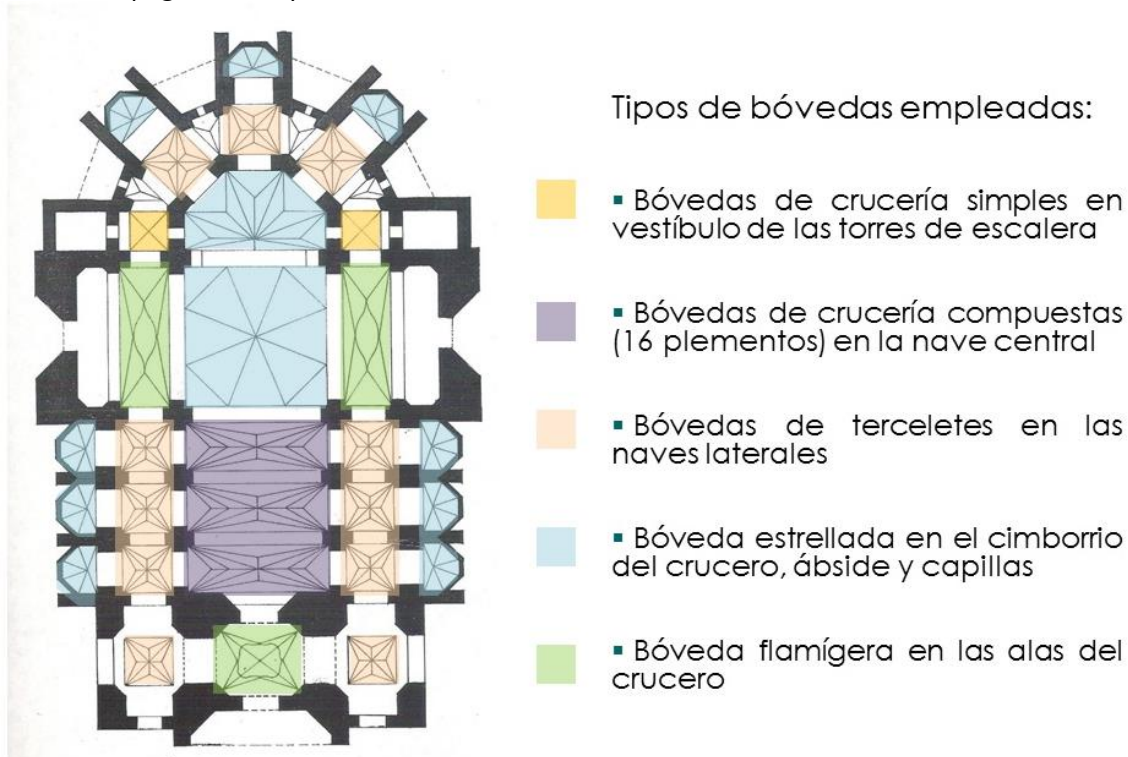 Tipos de bóvedas empleadas:
▪ Bóvedas de crucería simples en
vestíbulo de las torres de escalera
▪ Bóvedas de crucería compuestas
(16 plementos) en la nave central
▪ Bóvedas de terceletes en las
naves laterales
▪ Bóveda estrellada en el cimborrio
del crucero, ábside y capillas
▪ Bóveda flamígera en las alas del
crucero